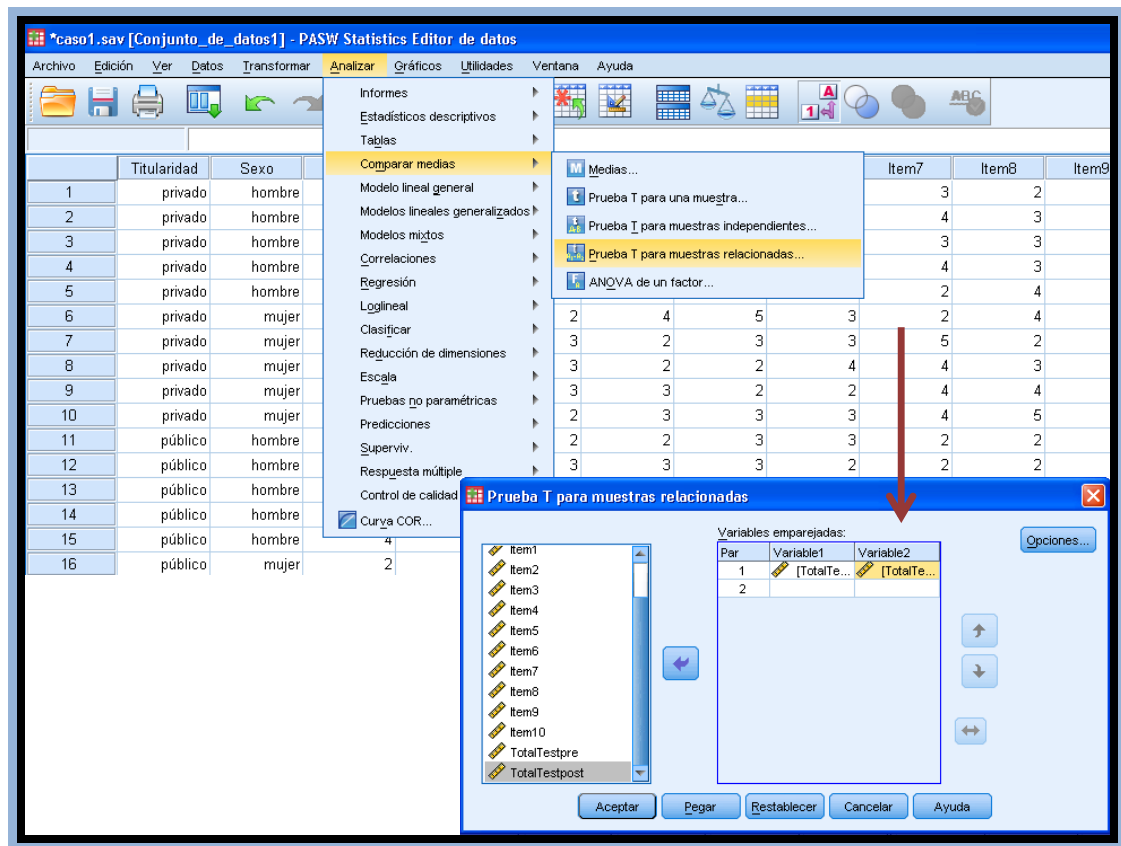 *caso1.sav [Conjunto_de_datos1] - PASW Statistics Editor de datos
Archivo Edición Ver Datos Transformar Analizar Gráficos Utilidades Ventana Ayuda
Informes
Estadísticos descriptivos
Tablas
Comparar medias
Modelo lineal general
Modelos lineales generalizados
Modelos mixtos
Correlaciones
Regresión
Loglineal
Clasificar
Reducción de dimensiones
Escala
Pruebas no paramétricas
Predicciones
Superviv.
Respuesta múltiple
Control de calidad
Curva COR...
Medias...
Prueba T para una muestra...
Prueba T para muestras independientes...
Prueba T para muestras relacionadas...
ANOVA de un factor...
Titularidad Sexo Item7 Item8 Item9
1 privado hombre 3 2
2 privado hombre 4 3
3 privado hombre 3 3
4 privado hombre 4 3
5 privado hombre 2 4
6 privado mujer 2 4 5 3 2 4
7 privado mujer 3 2 3 3 5 2
8 privado mujer 3 2 2 4 4 3
9 privado mujer 3 3 2 2 4 4
10 privado mujer 2 3 3 3 4 5
11 público hombre 2 2 3 3 2 2
12 público hombre 3 3 3 2 2 2
13 público hombre
14 público hombre
15 público hombre 4
16 público mujer 2
Prueba T para muestras relacionadas
Item1
Item2
Item3
Item4
Item5
Item6
Item7
Item8
Item9
Item10
TotalTestpre
TotalTestpost
Variables emparejadas:
Par Variable1 Variable2
1 [TotalTe... [TotalTe...
2
Opciones...
Aceptar Pegar Restablecer Cancelar Ayuda